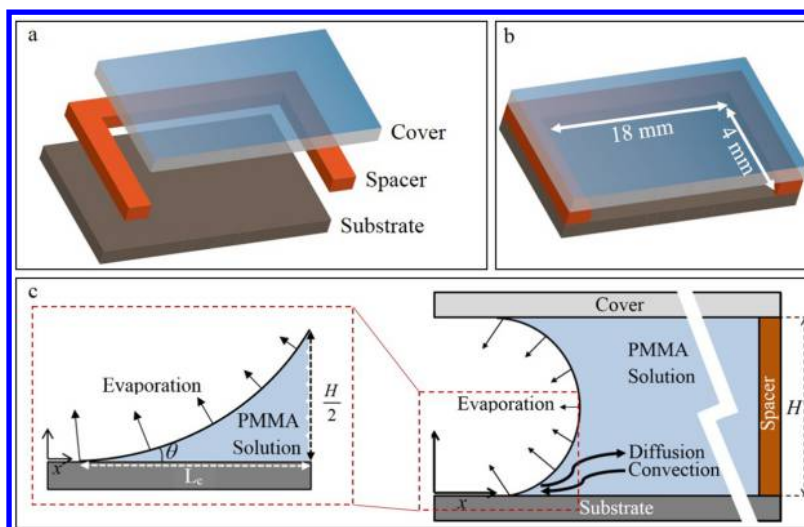 a
Cover
Spacer
Substrate
b
18 mm
4 mm
c
Evaporation
PMMA
Solution
θ
H
2
x
L_c
Cover
PMMA
Solution
Evaporation
Diffusion
Convection
Spacer
H
x
Substrate